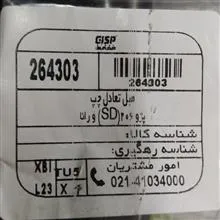 GISP
264303
264303
میل تعادل چپ
پژو ۲۰۶ (SD) و رانا
شناسه کالا:
شناسه رهگیری:
XBI TU5 امور مشتریان
L23 X 021-41034000